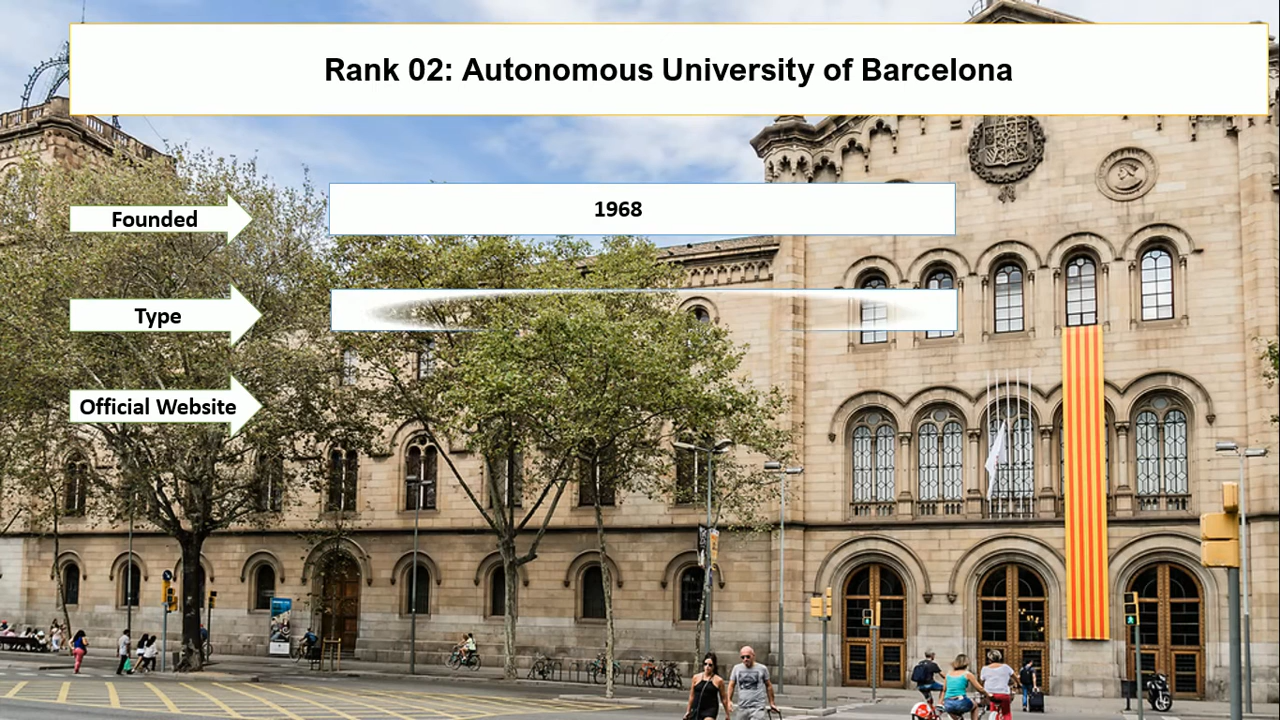 Rank 02: Autonomous University of Barcelona
Founded
1968
Type
Official Website